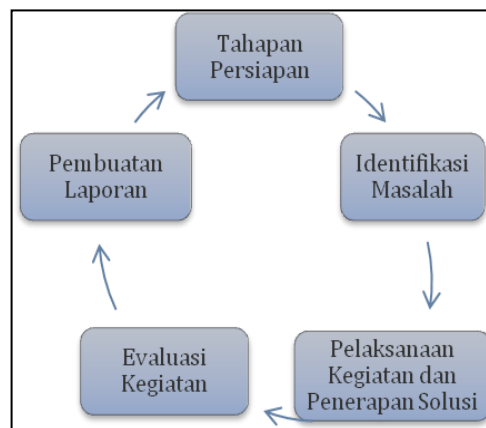 Tahapan
Persiapan
Identifikasi
Masalah
Pelaksanaan
Kegiatan dan
Penerapan Solusi
Evaluasi
Kegiatan
Pembuatan
Laporan